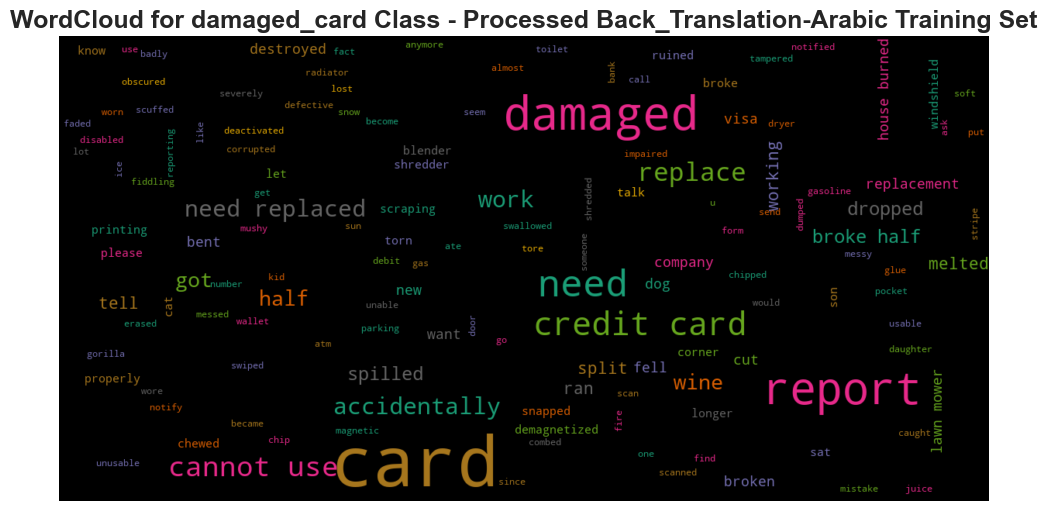 WordCloud for damaged_card Class - Processed Back_Translation-Arabic Training Set
know
use
badly
destroyed
fact
anymore
toilet
ruined
notified
tampered
house burned
windshield
soft
obscured
severely
radiator
lost
almost
call
bank
broke
worn
scuffed
defective
snow
become
seem
damaged
visa
dryer
ask
put
faded
disabled
reporting
like
deactivated
corrupted
blender
shredder
impaired
working
lot
ice
fiddling
let
get
replace
talk
shredded
gasoline
replacement
need replaced
scraping
work
swallowed
u
send
dumped
dropped
stripe
printing
mushy
sun
bent
torn
ate
tore
someone
form
broke half
please
debit
gas
company
messy
melted
got
number
kid
half
new
unable
need
dog
chipped
glue
pocket
tell
cat
messed
wallet
parking
want
door
go
credit card
would
son
usable
erased
gorilla
swiped
atm
corner
cut
daughter
properly
wore
spilled
split
fell
ran
wine
report
lawn mower
notify
became
accidentally
snapped
scan
longer
demagnetized
fire
magnetic
combed
caught
chewed
chip
one
find
sat
unusable
cannot use
card
since
scanned
broken
mistake
juice